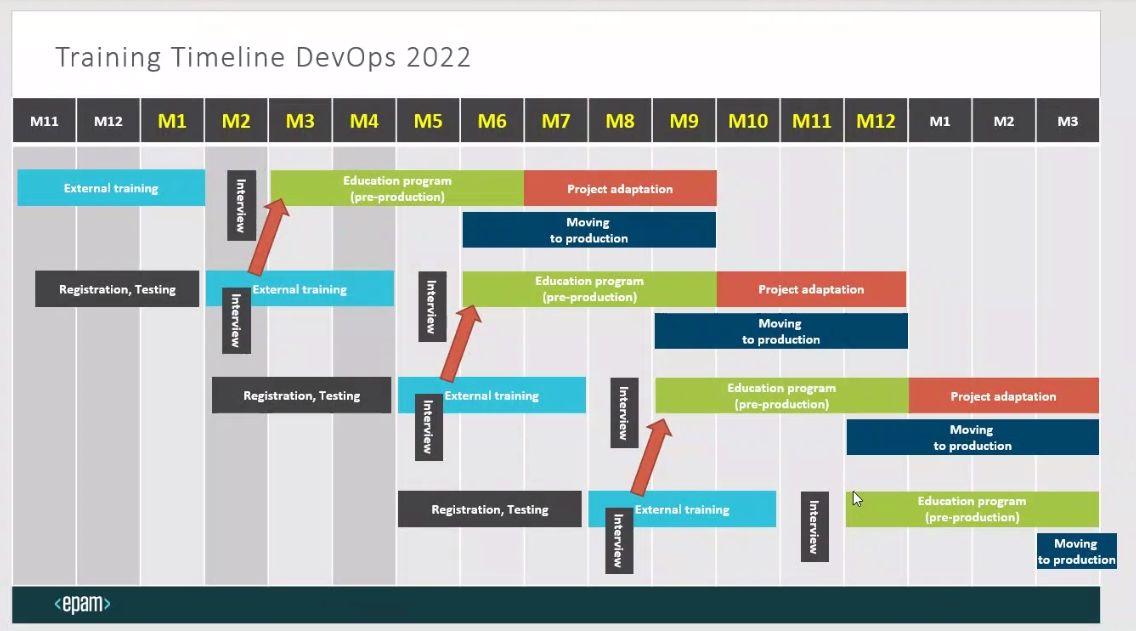 Training Timeline DevOps 2022
M11 M12 M1 M2 M3 M4 M5 M6 M7 M8 M9 M10 M11 M12 M1 M2 M3
External training
Interview
Education program
(pre-production)
Project adaptation
Moving
to production
Registration, Testing
Interview
External training
Interview
Education program
(pre-production)
Project adaptation
Moving
to production
Registration, Testing
Interview
External training
Interview
Education program
(pre-production)
Project adaptation
Moving
to production
Registration, Testing
Interview
External training
Interview
Education program
(pre-production)
Moving
to production
<epam>